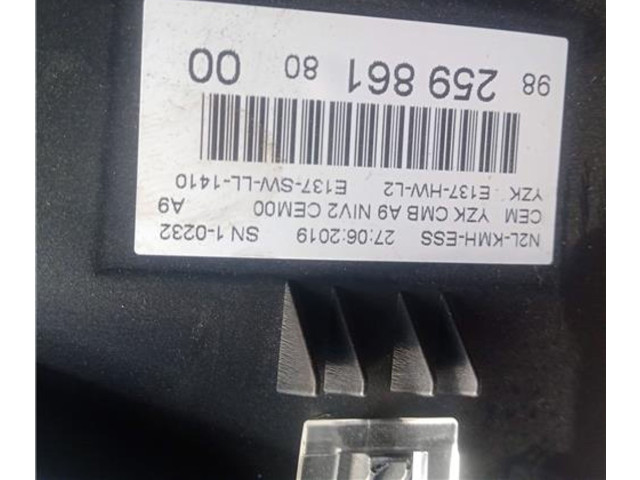 N2L-KMH-ESS 27:06:2019 SN 1-0232
CEM YZK CMB A9 NIV2 CEM00 A9
YZK E137-HW-L2 E137-SW-LL-1410
98 259 861 80 00